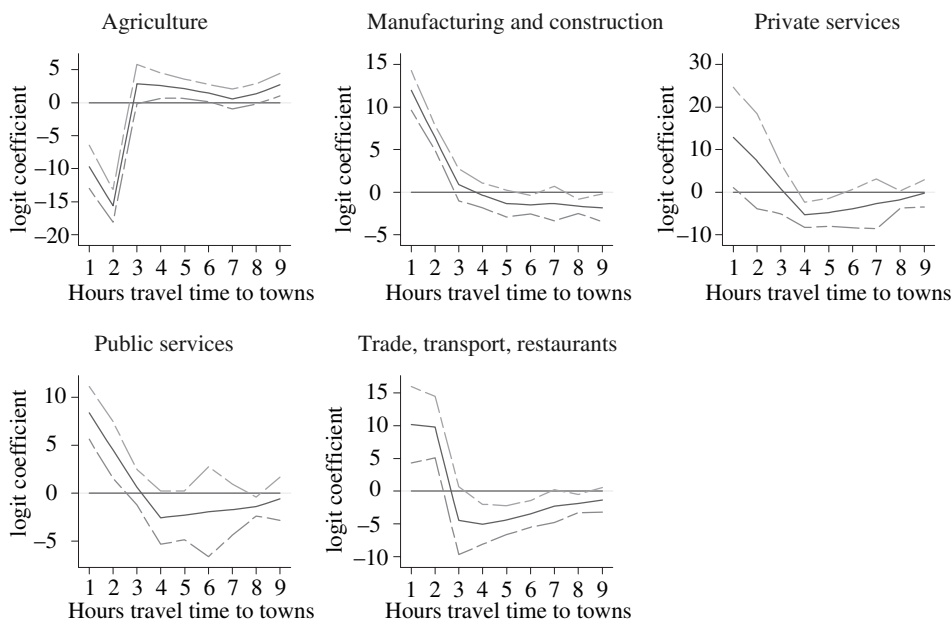 Agriculture
logit coefficient
5
0
–5
–10
–15
–20
1 2 3 4 5 6 7 8 9
Hours travel time to towns
Manufacturing and construction
logit coefficient
15
10
5
0
–5
1 2 3 4 5 6 7 8 9
Hours travel time to towns
Private services
logit coefficient
30
20
10
0
–10
1 2 3 4 5 6 7 8 9
Hours travel time to towns
Public services
logit coefficient
10
5
0
–5
1 2 3 4 5 6 7 8 9
Hours travel time to towns
Trade, transport, restaurants
logit coefficient
15
10
5
0
–5
–10
1 2 3 4 5 6 7 8 9
Hours travel time to towns